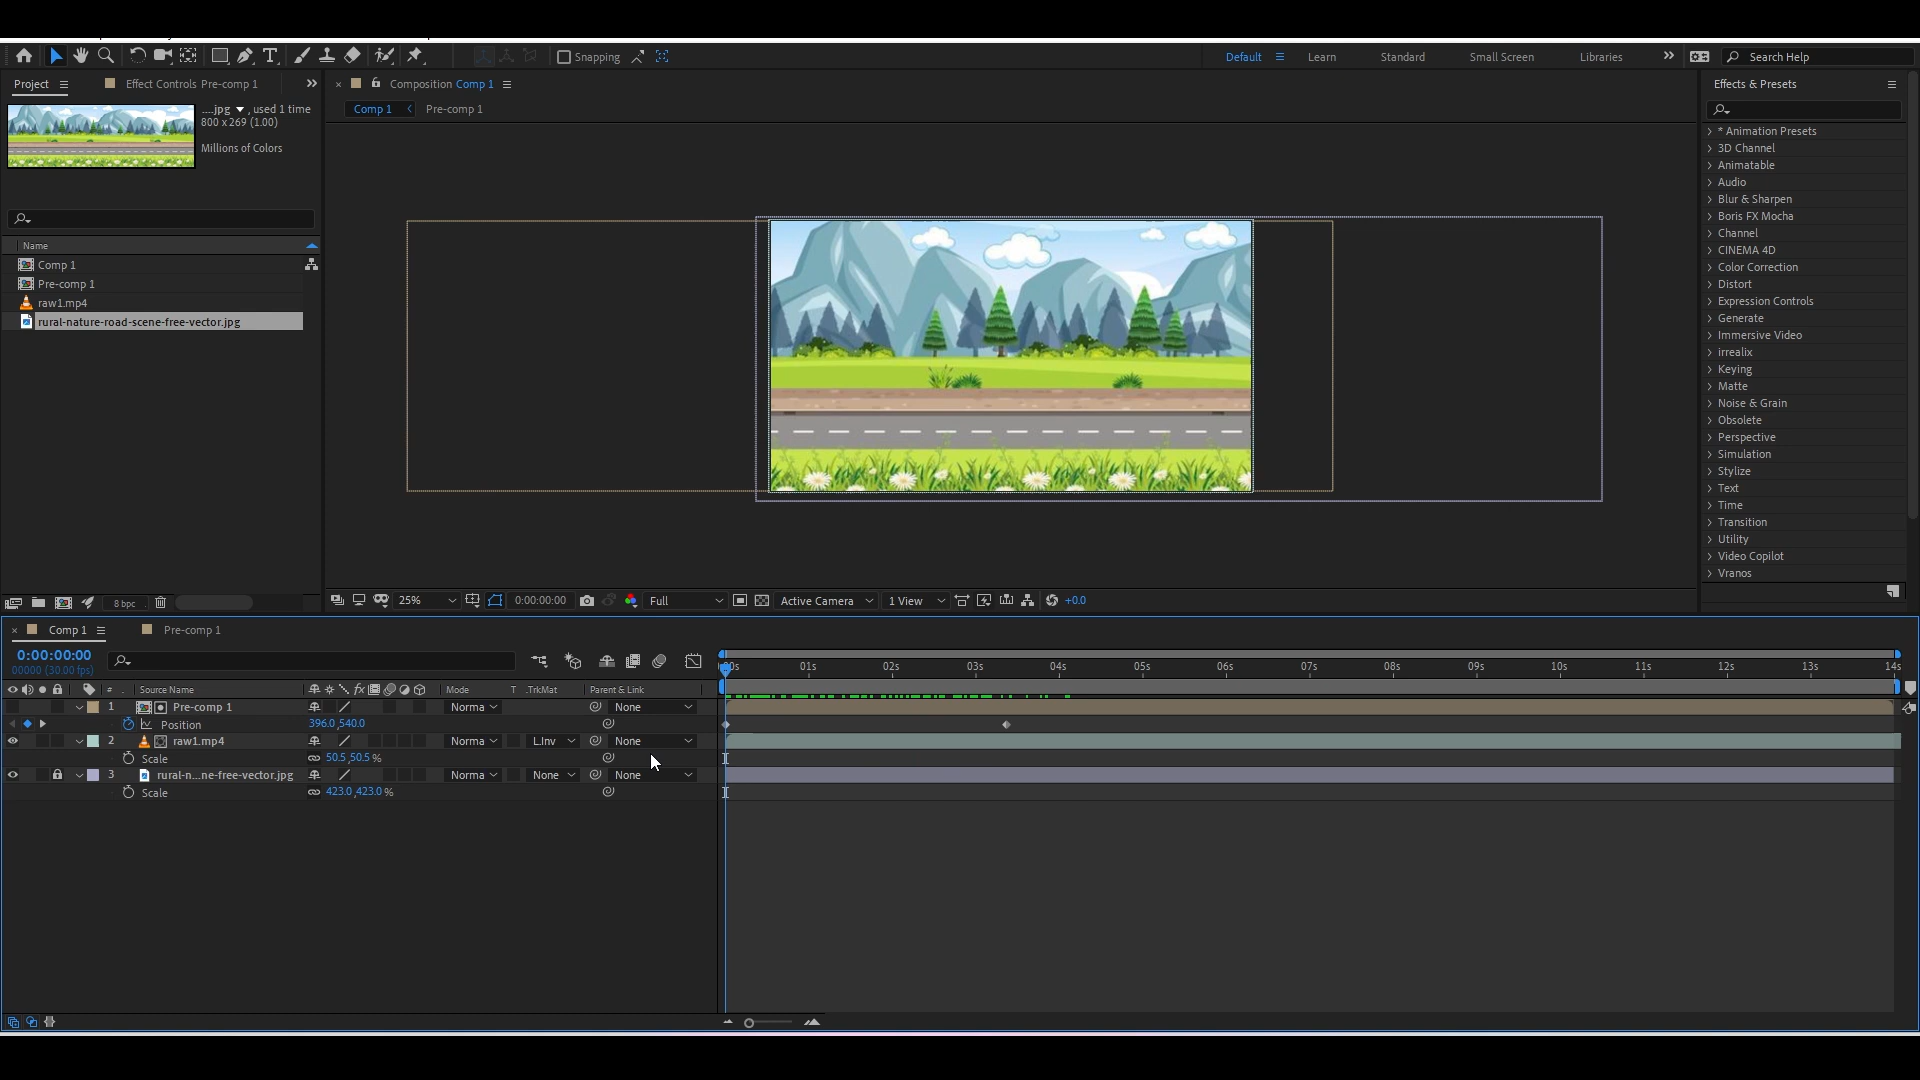 Snapping
Default
Learn
Standard
Small Screen
Libraries
Search Help
Project
Effect Controls Pre-comp 1
Composition Comp 1
Effects & Presets
....jpg , used 1 time
800 x 269 (1.00)
Millions of Colors
Comp 1
Pre-comp 1
Name
Comp 1
Pre-comp 1
raw1.mp4
rural-nature-road-scene-free-vector.jpg
* Animation Presets
3D Channel
Animatable
Audio
Blur & Sharpen
Boris FX Mocha
Channel
CINEMA 4D
Color Correction
Distort
Expression Controls
Generate
Immersive Video
irrealix
Keying
Matte
Noise & Grain
Obsolete
Perspective
Simulation
Stylize
Text
Time
Transition
Utility
Video Copilot
Vranos
8 bpc
25%
0:00:00:00
Full
Active Camera
1 View
+0.0
Comp 1
Pre-comp 1
0:00:00:00
00000 (30.00 fps)
:00s 01s 02s 03s 04s 05s 06s 07s 08s 09s 10s 11s 12s 13s 14s
# Source Name
Mode
T .TrkMat
Parent & Link
1 Pre-comp 1 Norma None
Position 396.0,540.0
2 raw1.mp4 Norma L.Inv None
Scale 50.5,50.5 %
3 rural-n...ne-free-vector.jpg Norma None None
Scale 423.0,423.0 %